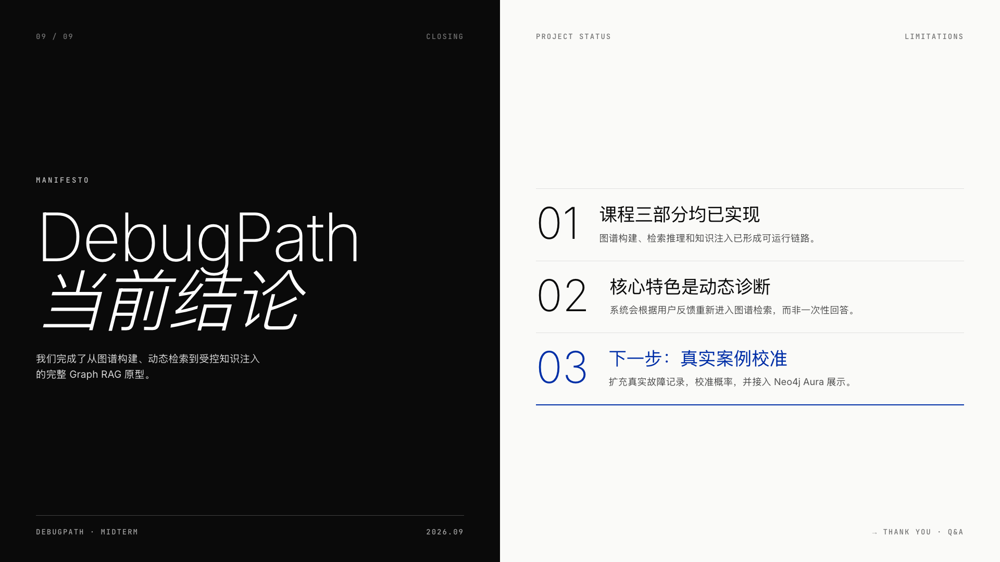 09 / 09
CLOSING
MANIFESTO
DebugPath
当前结论
我们完成了从图谱构建、动态检索到受控知识注入
的完整 Graph RAG 原型。
DEBUGPATH · MIDTERM
2026.09
PROJECT STATUS
LIMITATIONS
01
课程三部分均已实现
图谱构建、检索推理和知识注入已形成可运行链路。
02
核心特色是动态诊断
系统会根据用户反馈重新进入图谱检索，而非一次性回答。
03
下一步：真实案例校准
扩充真实故障记录，校准概率，并接入 Neo4j Aura 展示。
→ THANK YOU · Q&A